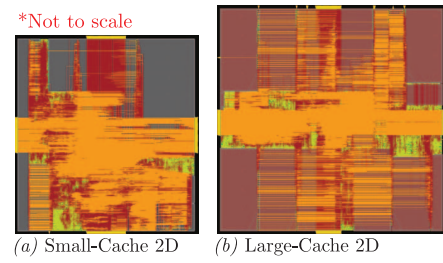 *Not to scale
(a) Small-Cache 2D
(b) Large-Cache 2D